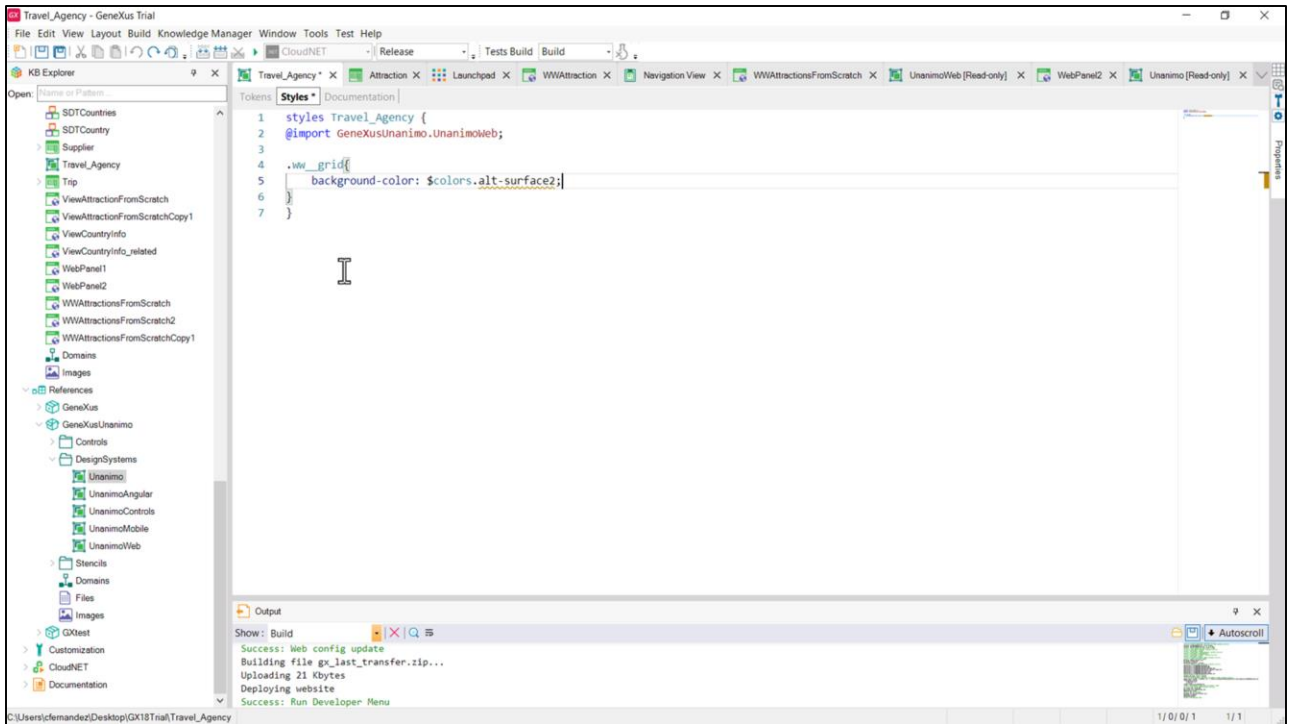 GX Travel_Agency - GeneXus Trial
File Edit View Layout Build Knowledge Manager Window Tools Test Help
CloudNET Release Tests Build Build
KB Explorer
Travel_Agency* Attraction Launchpad WWAttraction Navigation View WWAttractionsFromScratch UnanimoWeb [Read-only] WebPanel2 Unanimo [Read-only]
Open: Name or Pattern...
Tokens Styles * Documentation
SDTCountries
SDTCountry
Supplier
Travel_Agency
Trip
ViewAttractionFromScratch
ViewAttractionFromScratchCopy1
ViewCountryInfo
ViewCountryInfo_related
WebPanel1
WebPanel2
WWAttractionsFromScratch
WWAttractionsFromScratch2
WWAttractionsFromScratchCopy1
Domains
Images
References
GeneXus
GeneXusUnanimo
Controls
DesignSystems
Unanimo
UnanimoAngular
UnanimoControls
UnanimoMobile
UnanimoWeb
Stencils
Domains
Files
Images
GXtest
Customization
CloudNET
Documentation
1 styles Travel_Agency {
2 @import GeneXusUnanimo.UnanimoWeb;
3
4 .ww__grid{
5 background-color: $colors.alt-surface2;
6 }
7 }
Properties
Output
Show: Build
Autoscroll
Success: Web config update
Building file gx_last_transfer.zip...
Uploading 21 Kbytes
Deploying website
Success: Run Developer Menu
C:\Users\cfernandez\Desktop\GX18Trial\Travel_Agency
1/0/0/1 1/1